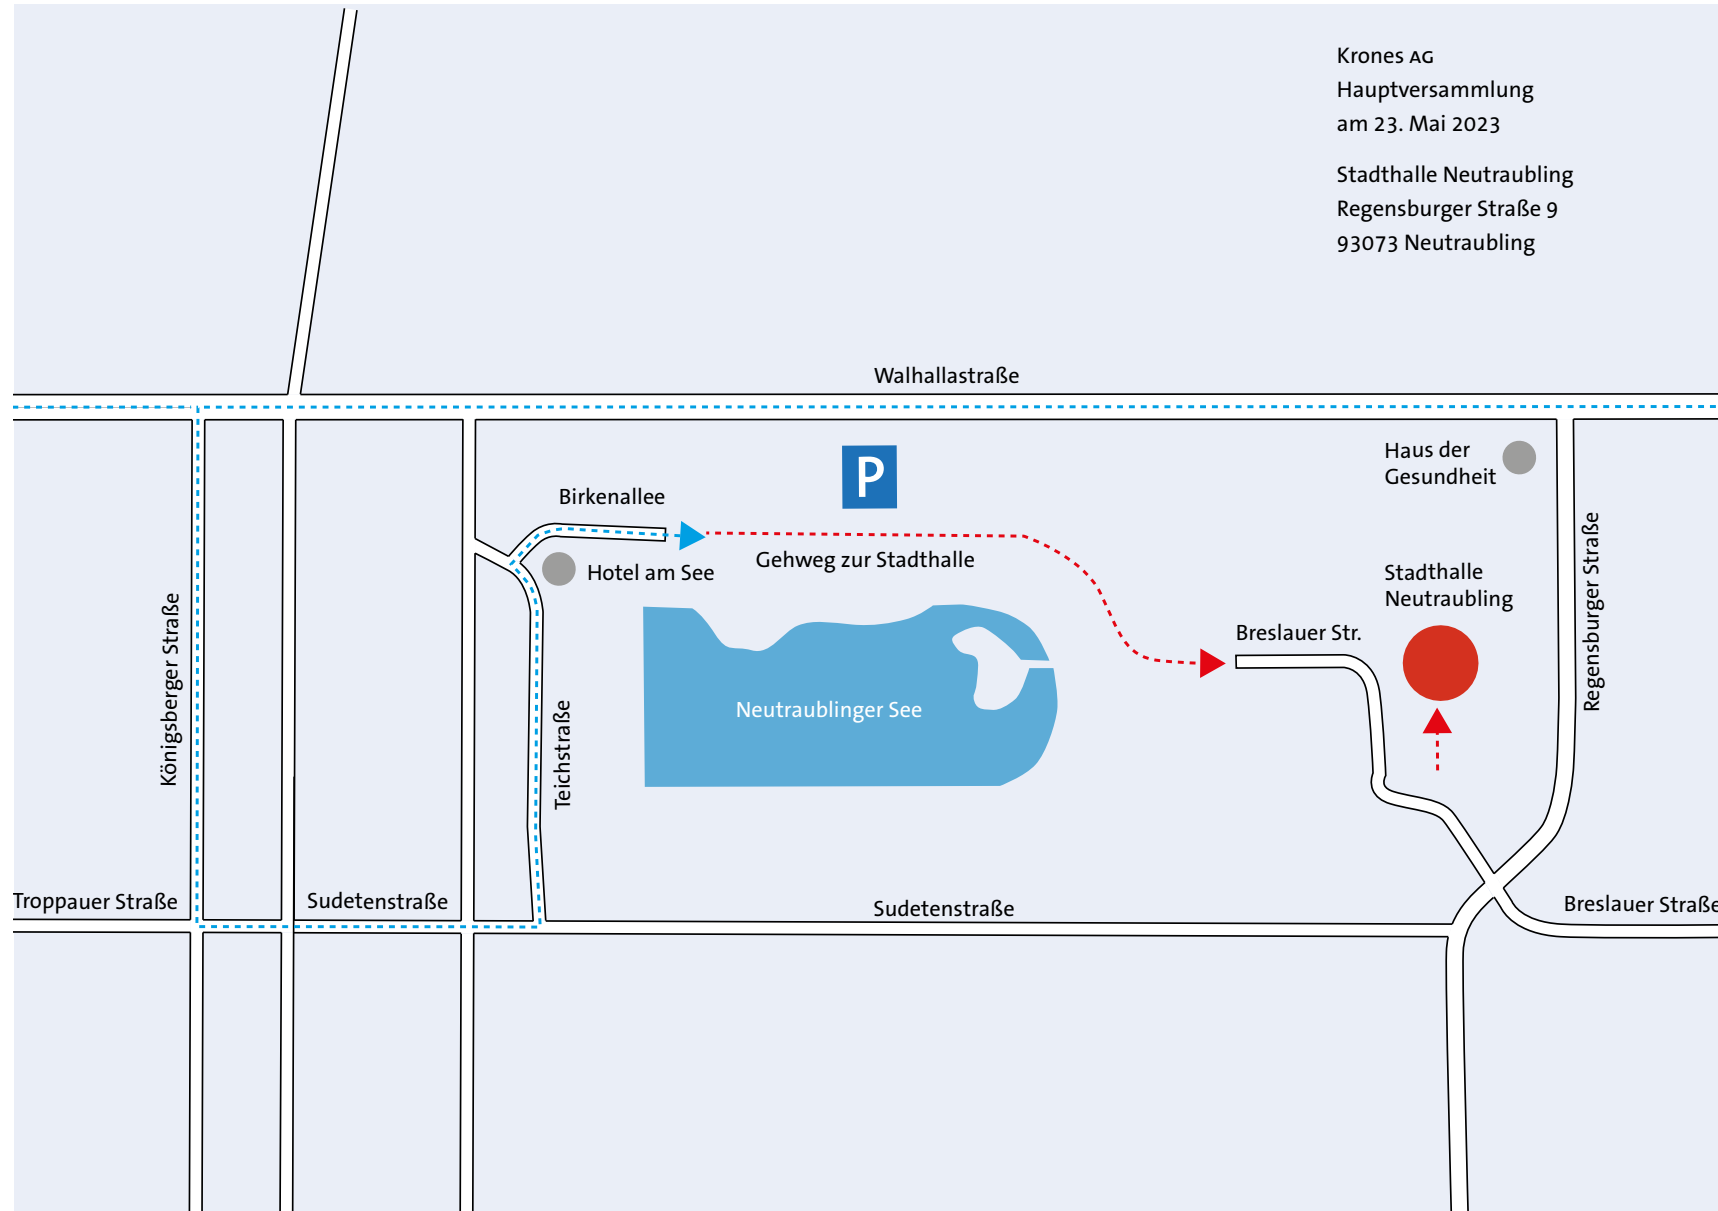 Krones AG
Hauptversammlung
am 23. Mai 2023
Stadthalle Neutraubling
Regensburger Straße 9
93073 Neutraubling
Walhallastraße
P
Haus der
Gesundheit
Birkenallee
Gehweg zur Stadthalle
Hotel am See
Stadthalle
Neutraubling
Regensburger Straße
Königsberger Straße
Breslauer Str.
Neutraublinger See
Teichstraße
Troppauer Straße
Sudetenstraße
Sudetenstraße
Breslauer Straße